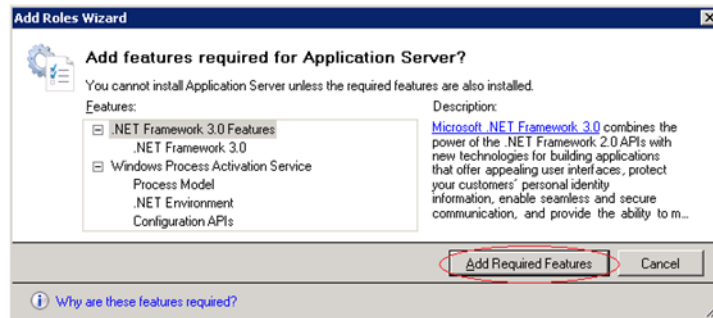 Add Roles Wizard
Add features required for Application Server?
You cannot install Application Server unless the required features are also installed.
Features:
.NET Framework 3.0 Features
.NET Framework 3.0
Windows Process Activation Service
Process Model
.NET Environment
Configuration APIs
Description:
Microsoft .NET Framework 3.0 combines the
power of the .NET Framework 2.0 APIs with
new technologies for building applications
that offer appealing user interfaces, protect
your customers' personal identity
information, enable seamless and secure
communication, and provide the ability to m...
Add Required Features
Cancel
Why are these features required?